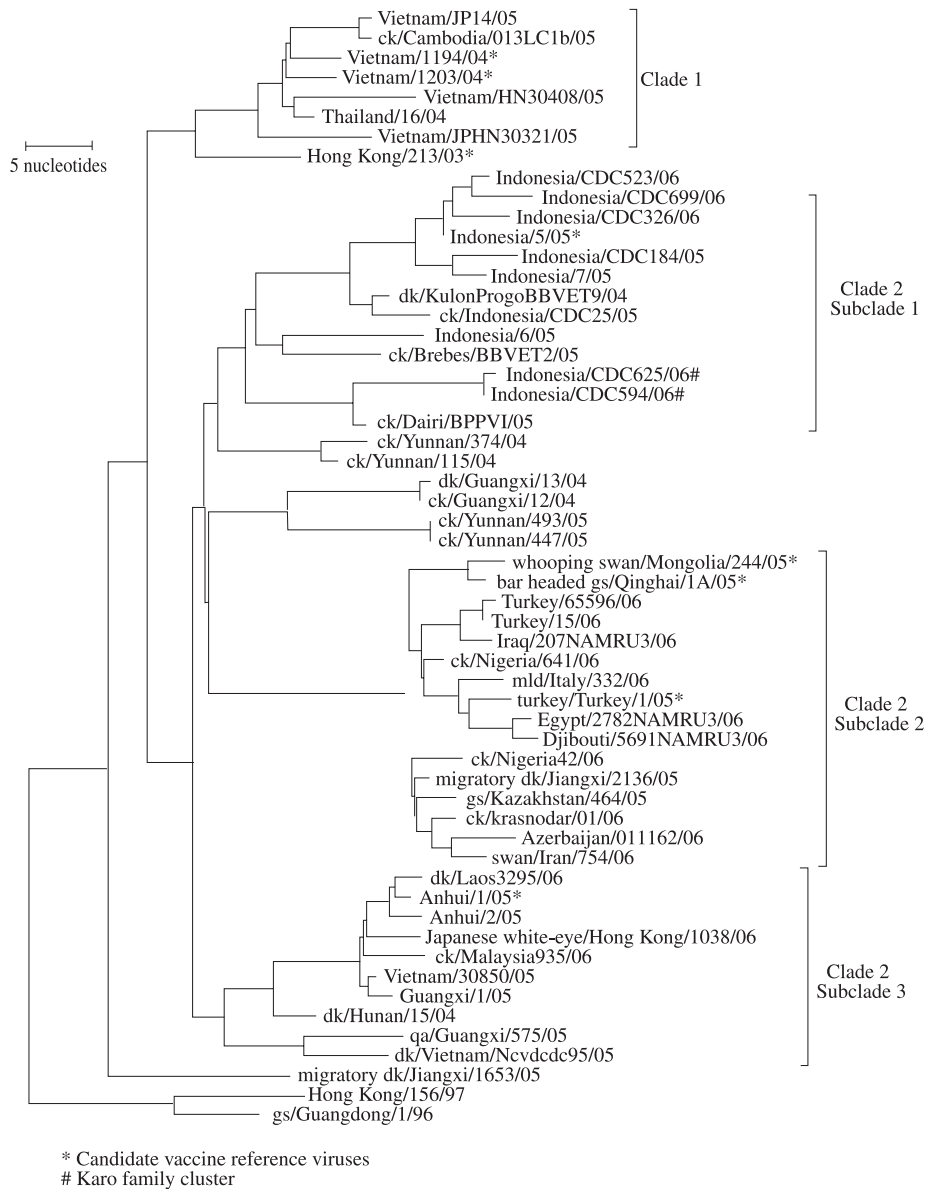 Vietnam/JP14/05
ck/Cambodia/013LC1b/05
Vietnam/1194/04*
Vietnam/1203/04*
Vietnam/HN30408/05
Thailand/16/04
Vietnam/JPHN30321/05
Hong Kong/213/03*
Clade 1
5 nucleotides
Indonesia/CDC523/06
Indonesia/CDC699/06
Indonesia/CDC326/06
Indonesia/5/05*
Indonesia/CDC184/05
Indonesia/7/05
dk/KulonProgoBBVET9/04
ck/Indonesia/CDC25/05
Indonesia/6/05
ck/Brebes/BBVET2/05
Indonesia/CDC625/06#
Indonesia/CDC594/06#
ck/Dairi/BPPVI/05
Clade 2
Subclade 1
ck/Yunnan/374/04
ck/Yunnan/115/04
dk/Guangxi/13/04
ck/Guangxi/12/04
ck/Yunnan/493/05
ck/Yunnan/447/05
whooping swan/Mongolia/244/05*
bar headed gs/Qinghai/1A/05*
Turkey/65596/06
Turkey/15/06
Iraq/207NAMRU3/06
ck/Nigeria/641/06
mld/Italy/332/06
turkey/Turkey/1/05*
Egypt/2782NAMRU3/06
Djibouti/5691NAMRU3/06
ck/Nigeria42/06
migratory dk/Jiangxi/2136/05
gs/Kazakhstan/464/05
ck/krasnodar/01/06
Azerbaijan/011162/06
swan/Iran/754/06
Clade 2
Subclade 2
dk/Laos3295/06
Anhui/1/05*
Anhui/2/05
Japanese white-eye/Hong Kong/1038/06
ck/Malaysia935/06
Vietnam/30850/05
Guangxi/1/05
dk/Hunan/15/04
qa/Guangxi/575/05
dk/Vietnam/Ncvdcdc95/05
Clade 2
Subclade 3
migratory dk/Jiangxi/1653/05
Hong Kong/156/97
gs/Guangdong/1/96
* Candidate vaccine reference viruses
# Karo family cluster